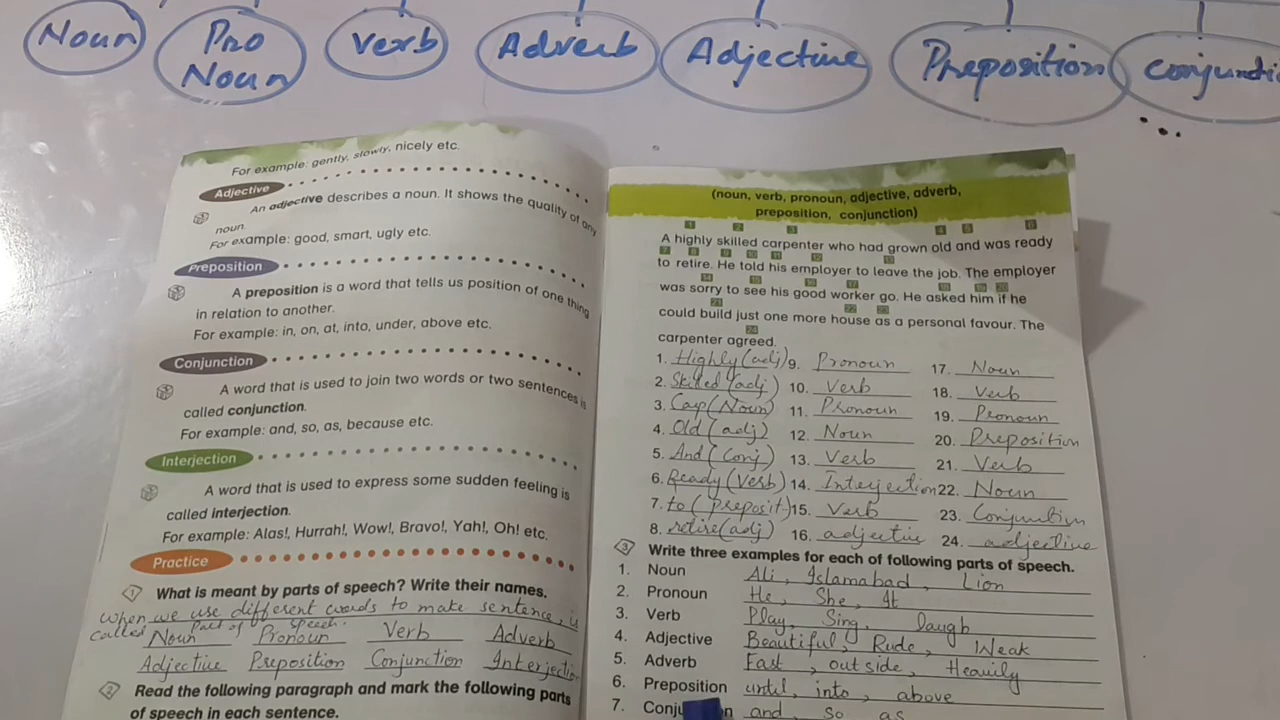 Noun Pro Noun Verb Adverb Adjective Preposition
For example: gently, slowly, nicely etc.
Adjective
An adjective describes a noun. It shows the quality of any
noun.
For example: good, smart, ugly etc.
Preposition
A preposition is a word that tells us position of one thing
in relation to another.
For example: in, on, at, into, under, above etc.
Conjunction
A word that is used to join two words or two sentences is
called conjunction.
For example: and, so, as, because etc.
Interjection
A word that is used to express some sudden feeling is
called interjection.
For example: Alas!, Hurrah!, Wow!, Bravo!, Yah!, Oh! etc.
Practice
1 What is meant by parts of speech? Write their names.
When we use different words to make sentence, is
called part of speech.
Noun Pronoun Verb Adverb
Adjective Preposition Conjunction Interjection
2 Read the following paragraph and mark the following parts
of speech in each sentence.
(noun, verb, pronoun, adjective, adverb,
preposition, conjunction)
A highly skilled carpenter who had grown old and was ready
to retire. He told his employer to leave the job. The employer
was sorry to see his good worker go. He asked him if he
could build just one more house as a personal favour. The
carpenter agreed.
1. Highly (adj) 9. Pronoun 17. Noun
2. Skilled (adj) 10. Verb 18. Verb
3. Cap (Noun) 11. Pronoun 19. Pronoun
4. Old (adj) 12. Noun 20. Preposition
5. And (Conj) 13. Verb 21. Verb
6. Ready (Verb) 14. Interjection 22. Noun
7. to (preposit) 15. Verb 23. Conjunction
8. retire (adj) 16. adjective 24. adjective
3 Write three examples for each of following parts of speech.
1. Noun Ali, Islamabad, Lion
2. Pronoun He, She, It
3. Verb Play, Sing, laugh
4. Adjective Beautiful, Rude, Weak
5. Adverb Fast, outside, Heavily
6. Preposition until, into, above
7. and, so as